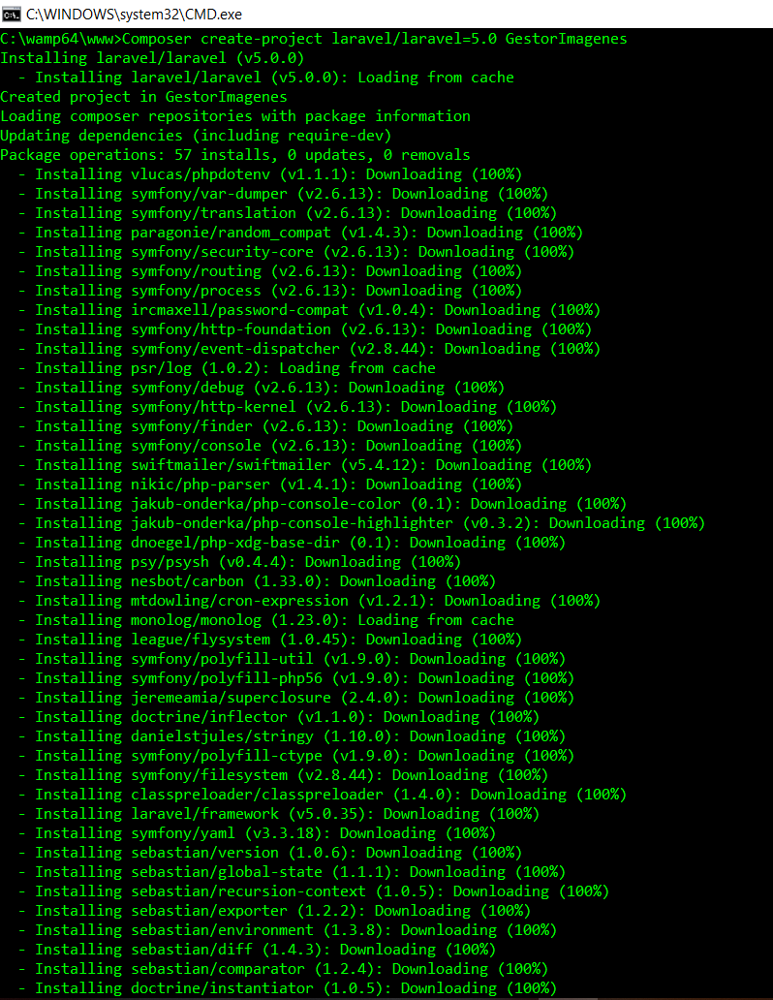 C:\WINDOWS\system32\CMD.exe
C:\wamp64\www>Composer create-project laravel/laravel=5.0 GestorImagenes
Installing laravel/laravel (v5.0.0)
  - Installing laravel/laravel (v5.0.0): Loading from cache
Created project in GestorImagenes
Loading composer repositories with package information
Updating dependencies (including require-dev)
Package operations: 57 installs, 0 updates, 0 removals
  - Installing vlucas/phpdotenv (v1.1.1): Downloading (100%)
  - Installing symfony/var-dumper (v2.6.13): Downloading (100%)
  - Installing symfony/translation (v2.6.13): Downloading (100%)
  - Installing paragonie/random_compat (v1.4.3): Downloading (100%)
  - Installing symfony/security-core (v2.6.13): Downloading (100%)
  - Installing symfony/routing (v2.6.13): Downloading (100%)
  - Installing symfony/process (v2.6.13): Downloading (100%)
  - Installing ircmaxell/password-compat (v1.0.4): Downloading (100%)
  - Installing symfony/http-foundation (v2.6.13): Downloading (100%)
  - Installing symfony/event-dispatcher (v2.8.44): Downloading (100%)
  - Installing psr/log (1.0.2): Loading from cache
  - Installing symfony/debug (v2.6.13): Downloading (100%)
  - Installing symfony/http-kernel (v2.6.13): Downloading (100%)
  - Installing symfony/finder (v2.6.13): Downloading (100%)
  - Installing symfony/console (v2.6.13): Downloading (100%)
  - Installing swiftmailer/swiftmailer (v5.4.12): Downloading (100%)
  - Installing nikic/php-parser (v1.4.1): Downloading (100%)
  - Installing jakub-onderka/php-console-color (0.1): Downloading (100%)
  - Installing jakub-onderka/php-console-highlighter (v0.3.2): Downloading (100%)
  - Installing dnoegel/php-xdg-base-dir (0.1): Downloading (100%)
  - Installing psy/psysh (v0.4.4): Downloading (100%)
  - Installing nesbot/carbon (1.33.0): Downloading (100%)
  - Installing mtdowling/cron-expression (v1.2.1): Downloading (100%)
  - Installing monolog/monolog (1.23.0): Loading from cache
  - Installing league/flysystem (1.0.45): Downloading (100%)
  - Installing symfony/polyfill-util (v1.9.0): Downloading (100%)
  - Installing symfony/polyfill-php56 (v1.9.0): Downloading (100%)
  - Installing jeremeamia/superclosure (2.4.0): Downloading (100%)
  - Installing doctrine/inflector (v1.1.0): Downloading (100%)
  - Installing danielstjules/stringy (1.10.0): Downloading (100%)
  - Installing symfony/polyfill-ctype (v1.9.0): Downloading (100%)
  - Installing symfony/filesystem (v2.8.44): Downloading (100%)
  - Installing classpreloader/classpreloader (1.4.0): Downloading (100%)
  - Installing laravel/framework (v5.0.35): Downloading (100%)
  - Installing symfony/yaml (v3.3.18): Downloading (100%)
  - Installing sebastian/version (1.0.6): Downloading (100%)
  - Installing sebastian/global-state (1.1.1): Downloading (100%)
  - Installing sebastian/recursion-context (1.0.5): Downloading (100%)
  - Installing sebastian/exporter (1.2.2): Downloading (100%)
  - Installing sebastian/environment (1.3.8): Downloading (100%)
  - Installing sebastian/diff (1.4.3): Downloading (100%)
  - Installing sebastian/comparator (1.2.4): Downloading (100%)
  - Installing doctrine/instantiator (1.0.5): Downloading (100%)